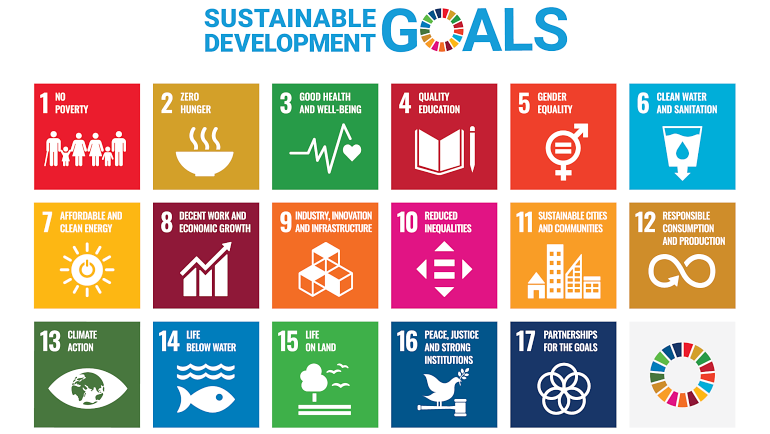 SUSTAINABLE
DEVELOPMENT GOALS
1 NO
POVERTY
2 ZERO
HUNGER
3 GOOD HEALTH
AND WELL-BEING
4 QUALITY
EDUCATION
5 GENDER
EQUALITY
6 CLEAN WATER
AND SANITATION
7 AFFORDABLE AND
CLEAN ENERGY
8 DECENT WORK AND
ECONOMIC GROWTH
9 INDUSTRY, INNOVATION
AND INFRASTRUCTURE
10 REDUCED
INEQUALITIES
11 SUSTAINABLE CITIES
AND COMMUNITIES
12 RESPONSIBLE
CONSUMPTION
AND PRODUCTION
13 CLIMATE
ACTION
14 LIFE
BELOW WATER
15 LIFE
ON LAND
16 PEACE, JUSTICE
AND STRONG
INSTITUTIONS
17 PARTNERSHIPS
FOR THE GOALS